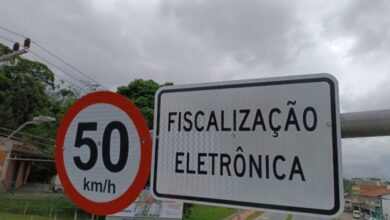 50
km/h
FISCALIZAÇÃO
ELETRÔNICA